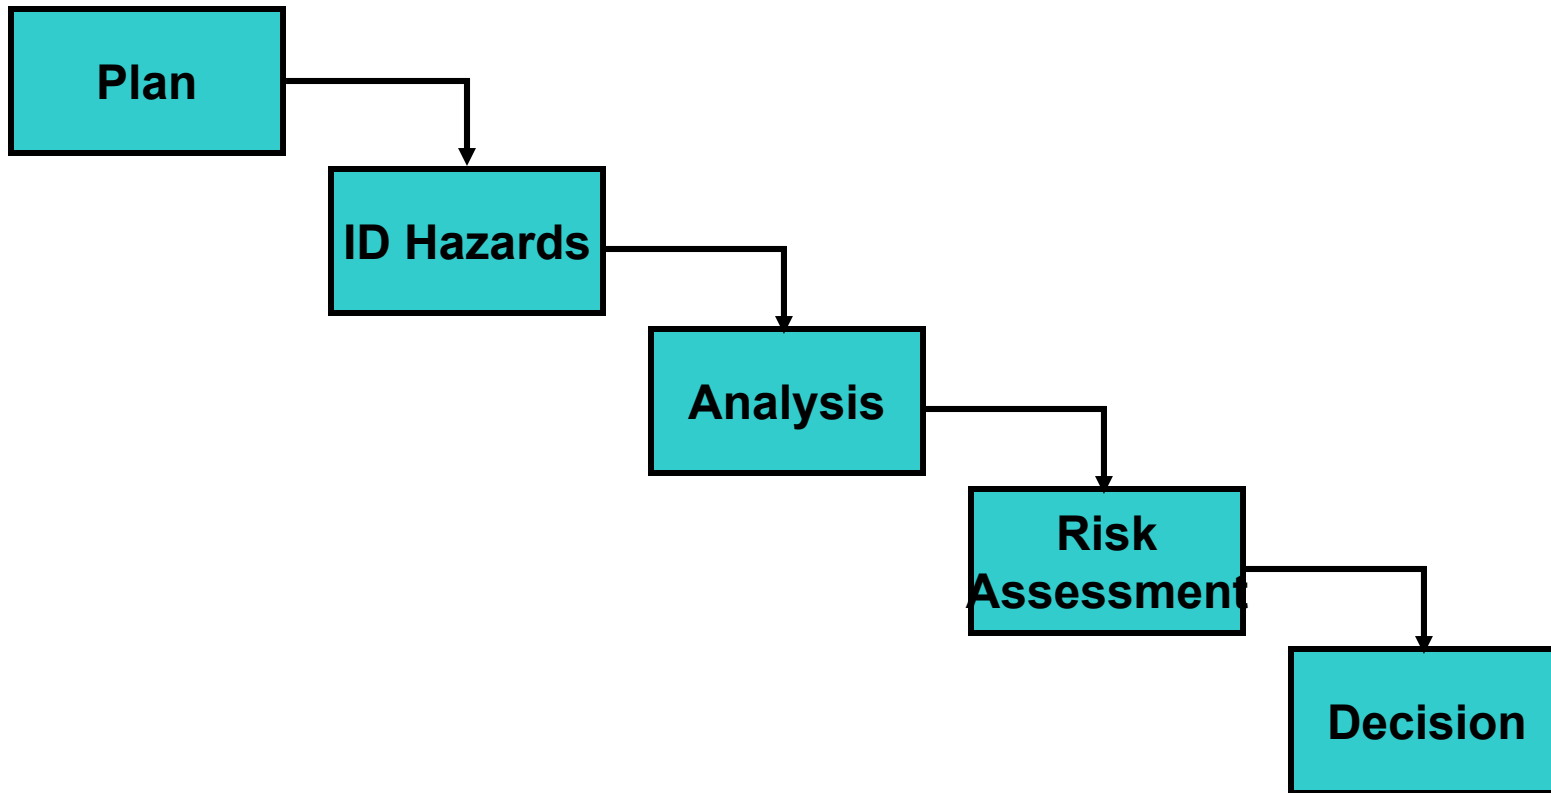 Plan
ID Hazards
Analysis
Risk
Assessment
Decision